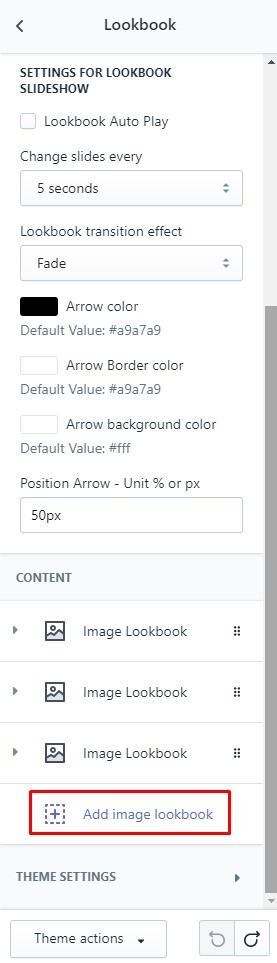 Lookbook
SETTINGS FOR LOOKBOOK
SLIDESHOW
Lookbook Auto Play
Change slides every
5 seconds
Lookbook transition effect
Fade
Arrow color
Default Value: #a9a7a9
Arrow Border color
Default Value: #a9a7a9
Arrow background color
Default Value: #fff
Position Arrow - Unit % or px
50px
CONTENT
Image Lookbook
Image Lookbook
Image Lookbook
Add image lookbook
THEME SETTINGS
Theme actions